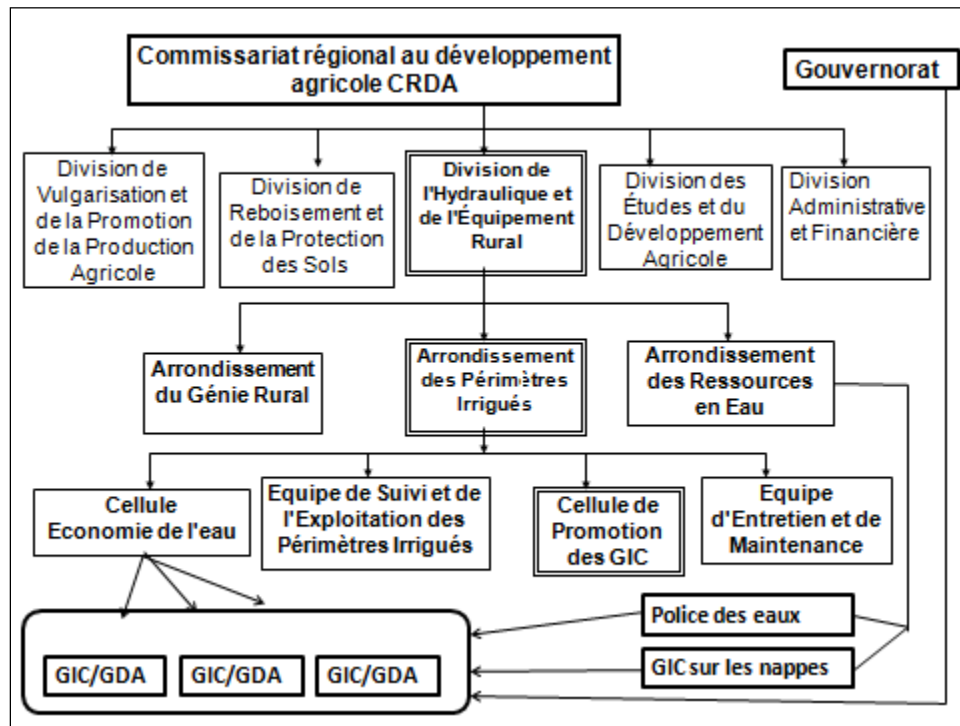 Commissariat régional au développement
agricole CRDA
Gouvernorat
Division de
Vulgarisation et
de la Promotion
de la Production
Agricole
Division de
Reboisement et
de la Protection
des Sols
Division de
l'Hydraulique et
de l'Équipement
Rural
Division des
Études et du
Développement
Agricole
Division
Administrative
et Financière
Arrondissement
du Génie Rural
Arrondissement
des Périmètres
Irrigués
Arrondissement
des Ressources
en Eau
Cellule
Economie de l'eau
Equipe de Suivi et de
l'Exploitation des
Périmètres Irrigués
Cellule de
Promotion
des GIC
Equipe
d'Entretien et de
Maintenance
Police des eaux
GIC sur les nappes
GIC/GDA
GIC/GDA
GIC/GDA